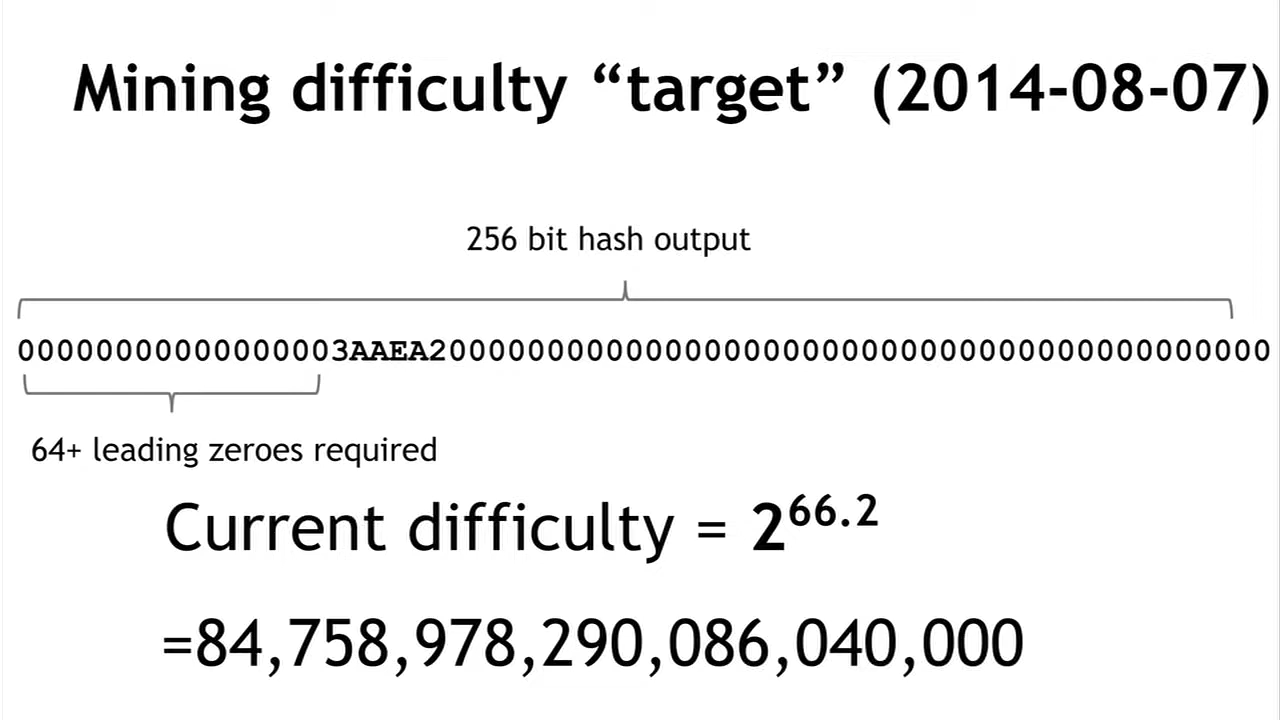 Mining difficulty “target” (2014-08-07)
256 bit hash output
00000000000000003AAEA2000000000000000000000000000000000000000000
64+ leading zeroes required
Current difficulty = 2^66.2
=84,758,978,290,086,040,000